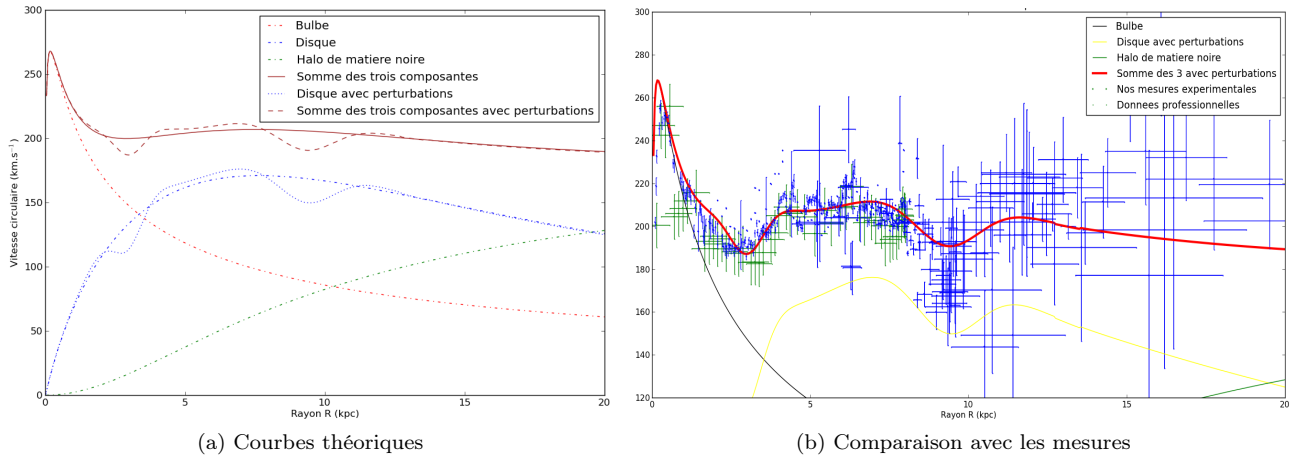 300
250
200
150
100
50
0
Vitesse circulaire (km.s⁻¹)
0
5
10
15
20
Rayon R (kpc)
Bulbe
Disque
Halo de matiere noire
Somme des trois composantes
Disque avec perturbations
Somme des trois composantes avec perturbations
(a) Courbes théoriques
300
280
260
240
220
200
180
160
140
120
0
5
10
15
20
Rayon R (kpc)
Bulbe
Disque avec perturbations
Halo de matiere noire
Somme des 3 avec perturbations
Nos mesures experimentales
Donnees professionnelles
(b) Comparaison avec les mesures